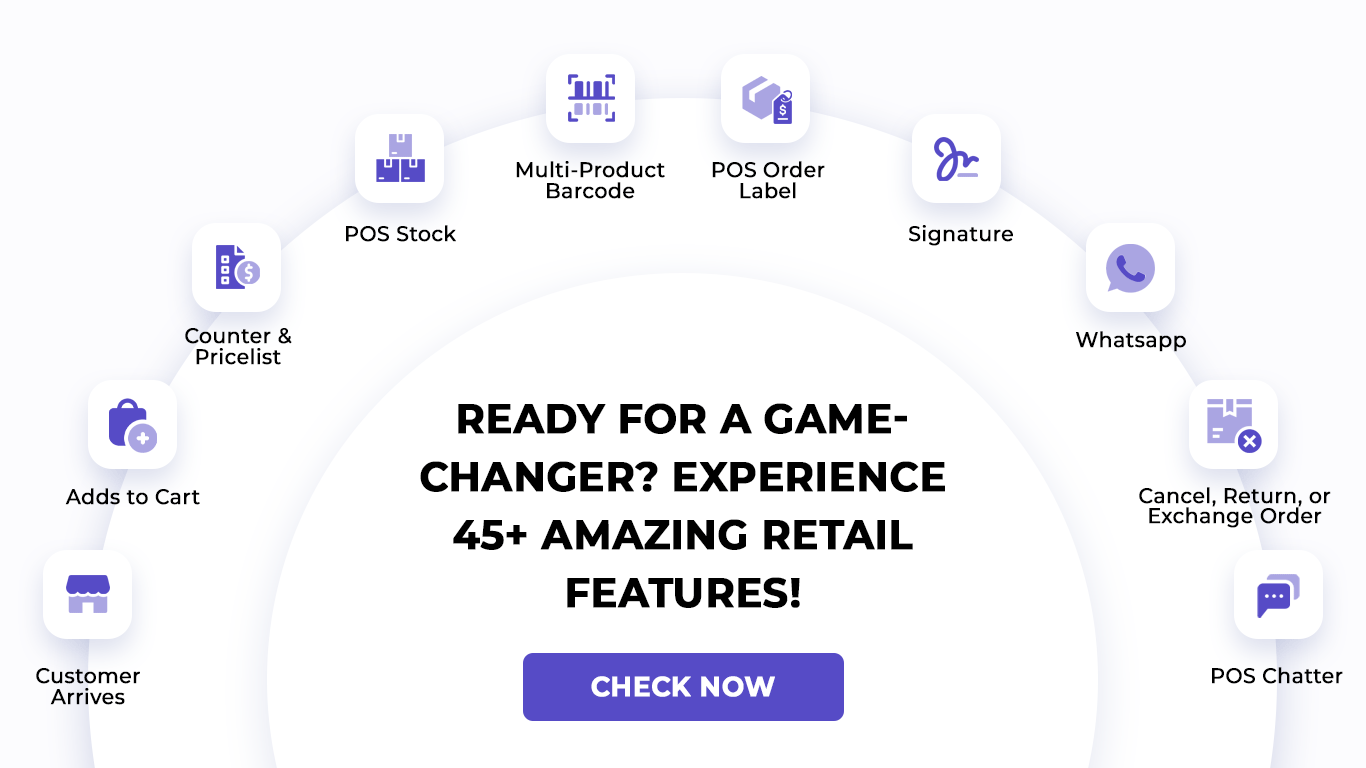 Multi-Product
Barcode
POS Order
Label
POS Stock
Signature
Counter &
Pricelist
Whatsapp
Adds to Cart
Cancel, Return, or
Exchange Order
Customer
Arrives
POS Chatter
READY FOR A GAME-
CHANGER? EXPERIENCE
45+ AMAZING RETAIL
FEATURES!
CHECK NOW